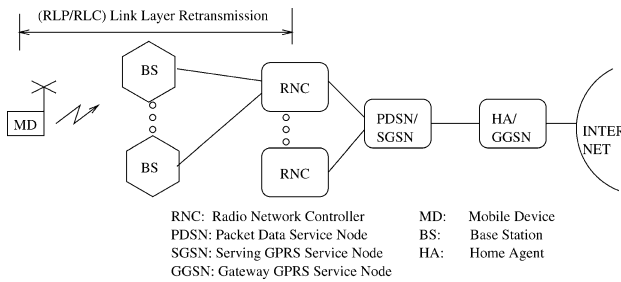 (RLP/RLC) Link Layer Retransmission
BS
RNC
MD
PDSN/
SGSN
HA/
GGSN
INTER
NET
BS
RNC
RNC: Radio Network Controller
MD: Mobile Device
PDSN: Packet Data Service Node
BS: Base Station
SGSN: Serving GPRS Service Node
HA: Home Agent
GGSN: Gateway GPRS Service Node